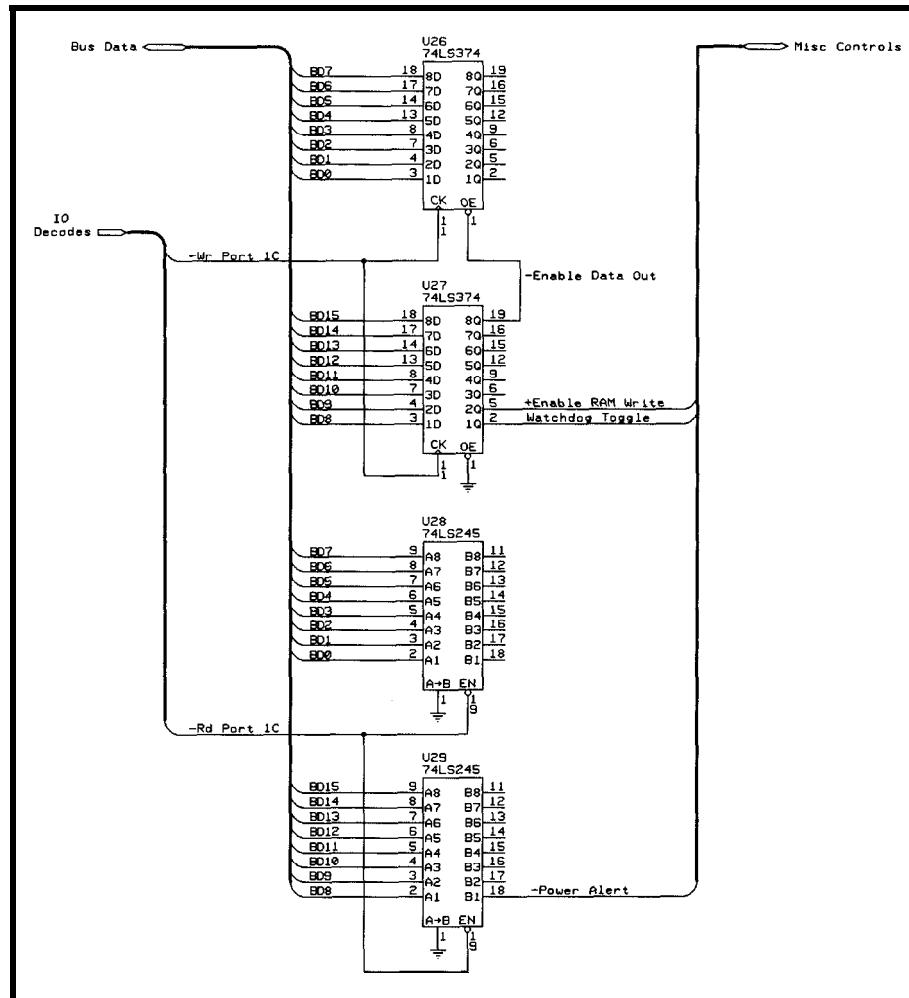 Bus Data
Misc Controls
U26
74LS374
BD7 18 8D 8Q 19
BD6 17 7D 7Q 16
BD5 14 6D 6Q 15
BD4 13 5D 5Q 12
BD3 8 4D 4Q 9
BD2 7 3D 3Q 6
BD1 4 2D 2Q 5
BD0 3 1D 1Q 2
CK OE
11 1
IO
Decodes
-Wr Port 1C
-Enable Data Out
U27
74LS374
BD15 18 8D 8Q 19
BD14 17 7D 7Q 16
BD13 14 6D 6Q 15
BD12 13 5D 5Q 12
BD11 8 4D 4Q 9
BD10 7 3D 3Q 6
BD9 4 2D 2Q 5 +Enable RAM Write
BD8 3 1D 1Q 2 Watchdog Toggle
CK OE
11 1
U28
74LS245
BD7 9 A8 B8 11
BD6 8 A7 B7 12
BD5 7 A6 B6 13
BD4 6 A5 B5 14
BD3 5 A4 B4 15
BD2 4 A3 B3 16
BD1 3 A2 B2 17
BD0 2 A1 B1 18
A→B EN
1 19
-Rd Port 1C
U29
74LS245
BD15 9 A8 B8 11
BD14 8 A7 B7 12
BD13 7 A6 B6 13
BD12 6 A5 B5 14
BD11 5 A4 B4 15
BD10 4 A3 B3 16
BD9 3 A2 B2 17
BD8 2 A1 B1 18 -Power Alert
A→B EN
1 19